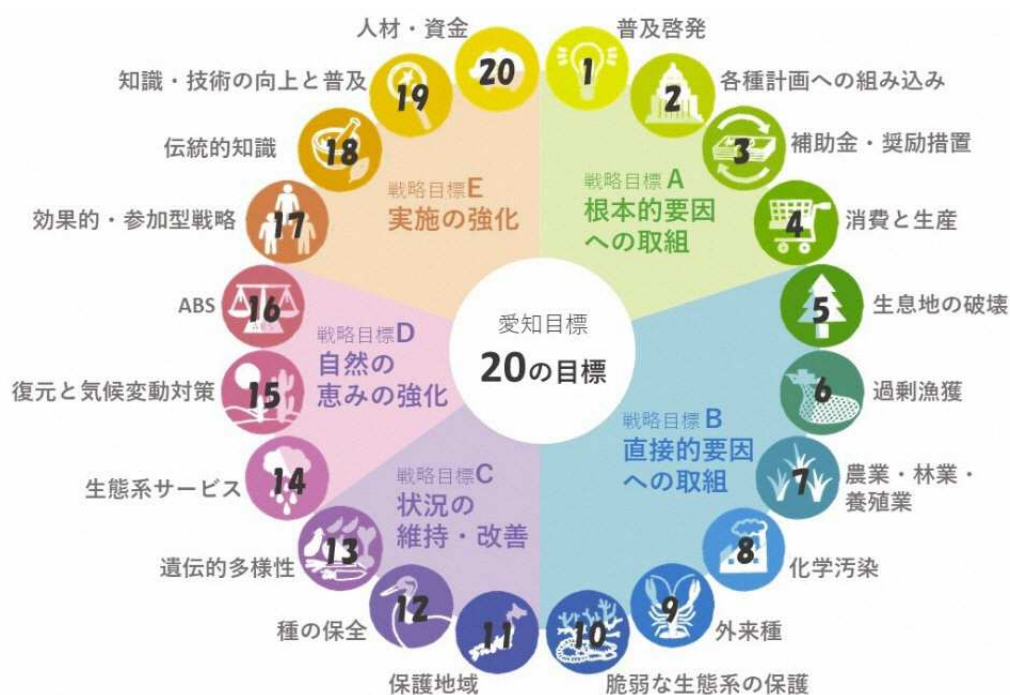 愛知目標
20の目標
戦略目標A
根本的要因
への取組
1
普及啓発
2
各種計画への組み込み
3
補助金・奨励措置
4
消費と生産
戦略目標B
直接的要因
への取組
5
生息地の破壊
6
過剰漁獲
7
農業・林業・
養殖業
8
化学汚染
9
外来種
10
脆弱な生態系の保護
戦略目標C
状況の
維持・改善
11
保護地域
12
種の保全
13
遺伝的多様性
戦略目標D
自然の
恵みの強化
14
生態系サービス
15
復元と気候変動対策
16
ABS
戦略目標E
実施の強化
17
効果的・参加型戦略
18
伝統的知識
19
知識・技術の向上と普及
20
人材・資金